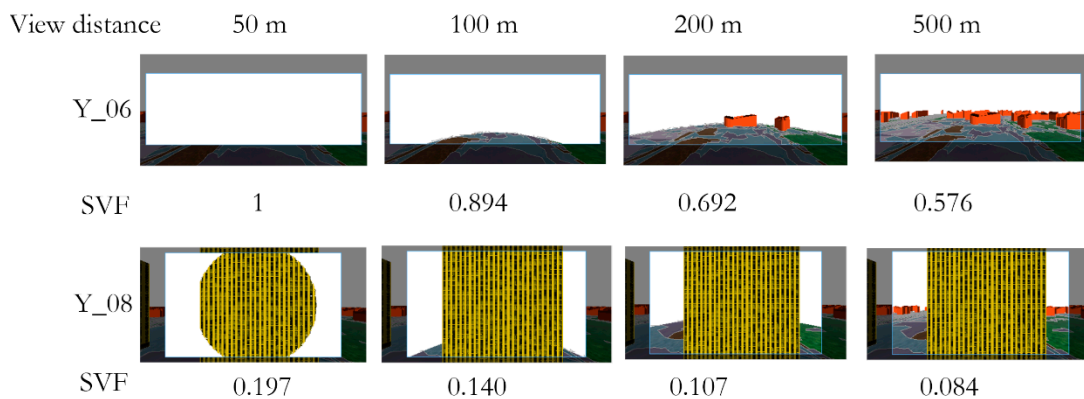 View distance 50 m 100 m 200 m 500 m
Y_06
SVF 1 0.894 0.692 0.576
Y_08
SVF 0.197 0.140 0.107 0.084